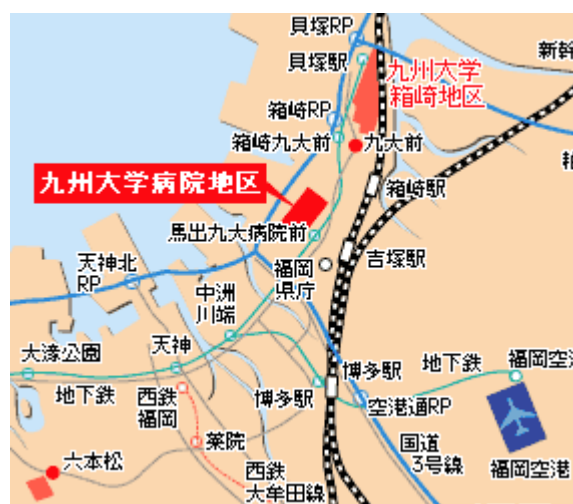 貝塚RP
貝塚駅
新幹
九州大学
箱崎地区
箱崎RP
箱崎九大前
九大前
九州大学病院地区
箱崎駅
馬出九大病院前
天神北
RP
福岡
県庁
吉塚駅
中洲
川端
大濠公園
天神
地下鉄
西鉄
福岡
博多駅
博多駅
地下鉄
福岡空
空港通RP
薬院
国道
3号線
福岡空港
六本松
西鉄
大牟田線